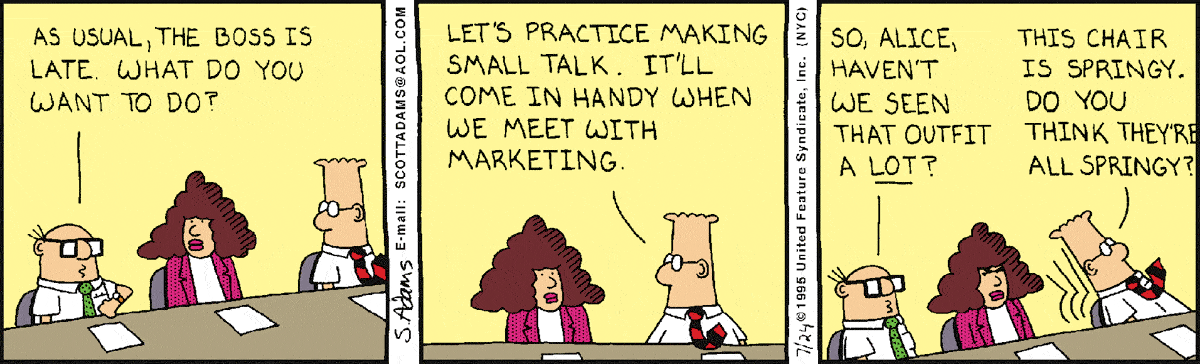 AS USUAL, THE BOSS IS
LATE. WHAT DO YOU
WANT TO DO?
S.Adams E-mail: SCOTTADAMS@AOL.COM
LET'S PRACTICE MAKING
SMALL TALK. IT'LL
COME IN HANDY WHEN
WE MEET WITH
MARKETING.
7/24 ©1995 United Feature Syndicate, Inc. (NYC)
SO, ALICE,
HAVEN'T
WE SEEN
THAT OUTFIT
A LOT?
THIS CHAIR
IS SPRINGY.
DO YOU
THINK THEY'RE
ALL SPRINGY?